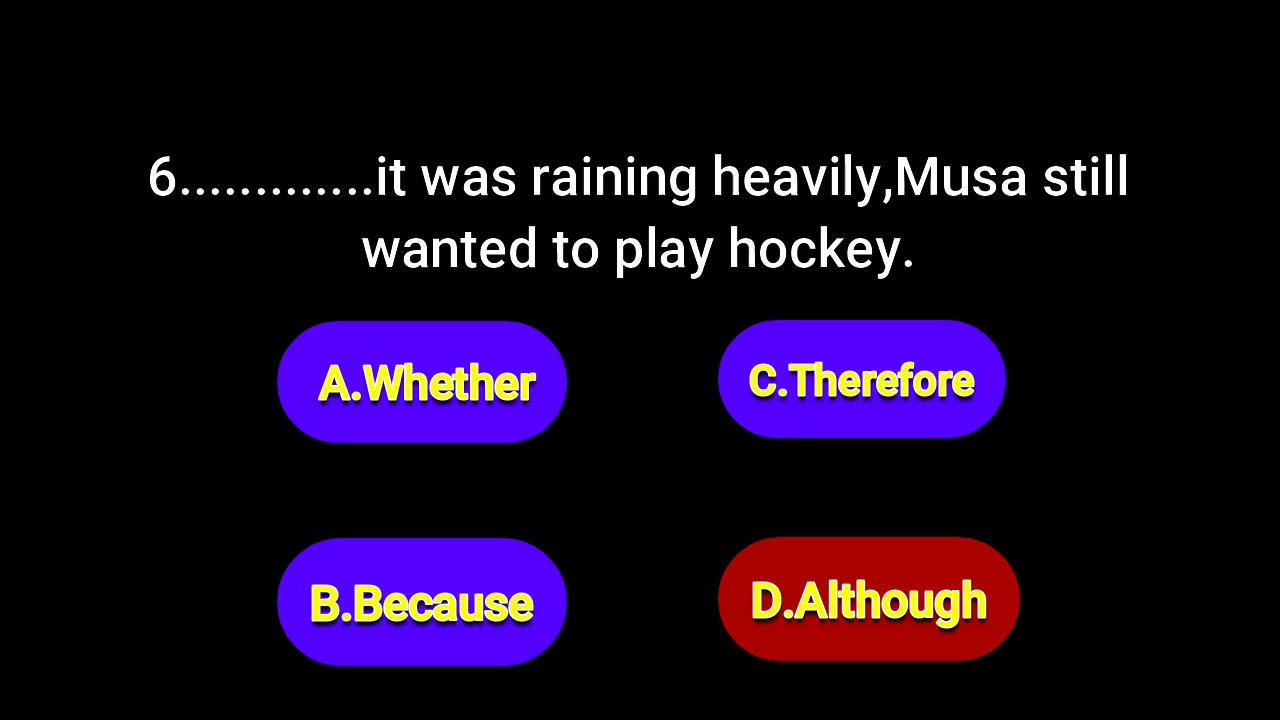 6.............it was raining heavily,Musa still
wanted to play hockey.
A.Whether
C.Therefore
B.Because
D.Although